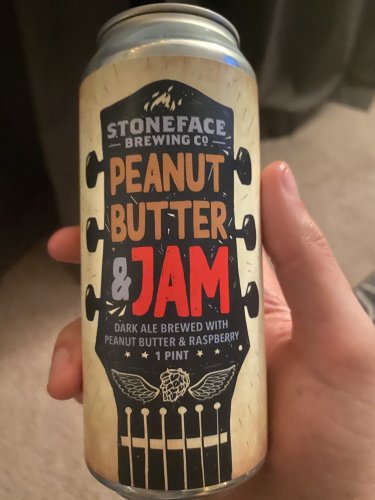 STONEFACE
BREWING CO
PEANUT
BUTTER
& JAM
DARK ALE BREWED WITH
PEANUT BUTTER & RASPBERRY
1 PINT